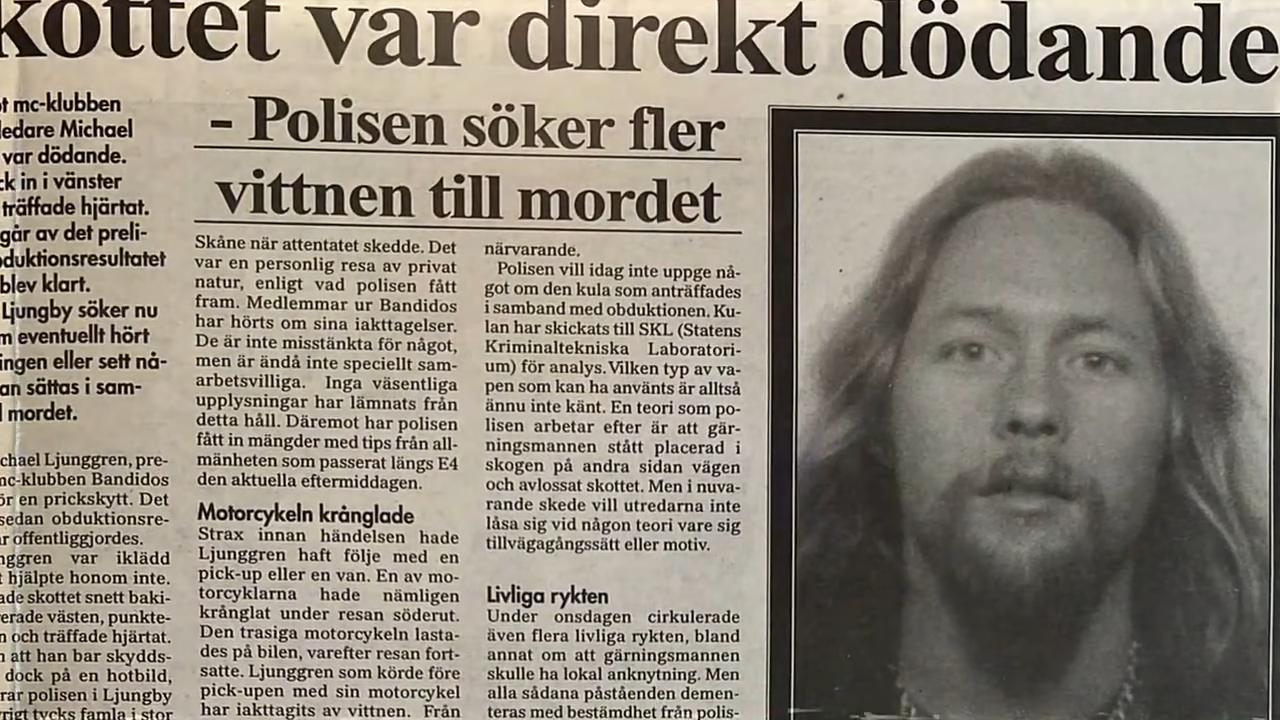 kottet var direkt dödande
- Polisen söker fler
vittnen till mordet
mc-klubben
ledare Michael
var dödande.
in i vänster
träffade hjärtat.
går av det preli-
duktionsresultatet
blev klart.
Ljungby söker nu
eventuellt hört
ingen eller sett nå-
an sättas i sam-
mordet.
chael Ljunggren, pre-
mc-klubben Bandidos
ör en prickskytt. Det
sedan obduktionsre-
r offentliggjordes.
nggren var iklädd
hjälpte honom inte.
ade skottet snett baki-
erade västen, punkte-
n och träffade hjärtat.
att han bar skydds-
dock på en hotbild,
rar polisen i Ljungby
rigt tycks famla i stor
Skåne när attentatet skedde. Det
var en personlig resa av privat
natur, enligt vad polisen fått
fram. Medlemmar ur Bandidos
har hörts om sina iakttagelser.
De är inte misstänkta för något,
men är ändå inte speciellt sam-
arbetsvilliga. Inga väsentliga
upplysningar har lämnats från
detta håll. Däremot har polisen
fått in mängder med tips från all-
mänheten som passerat längs E4
den aktuella eftermiddagen.
Motorcykeln krånglade
Strax innan händelsen hade
Ljunggren haft följe med en
pick-up eller en van. En av mo-
torcyklarna hade nämligen
krånglat under resan söderut.
Den trasiga motorcykeln lasta-
des på bilen, varefter resan fort-
satte. Ljunggren som körde före
pick-upen med sin motorcykel
har iakttagits av vittnen. Från
närvarande.
Polisen vill idag inte uppge nå-
got om den kula som anträffades
i samband med obduktionen. Ku-
lan har skickats till SKL (Statens
Kriminaltekniska Laboratori-
um) för analys. Vilken typ av va-
pen som kan ha använts är alltså
ännu inte känt. En teori som po-
lisen arbetar efter är att gär-
ningsmannen stått placerad i
skogen på andra sidan vägen
och avlossat skottet. Men i nuva-
rande skede vill utredarna inte
låsa sig vid någon teori vare sig
tillvägagångssätt eller motiv.
Livliga rykten
Under onsdagen cirkulerade
även flera livliga rykten, bland
annat om att gärningsmannen
skulle ha lokal anknytning. Men
alla sådana påståenden demen-
teras med bestämdhet från polis-